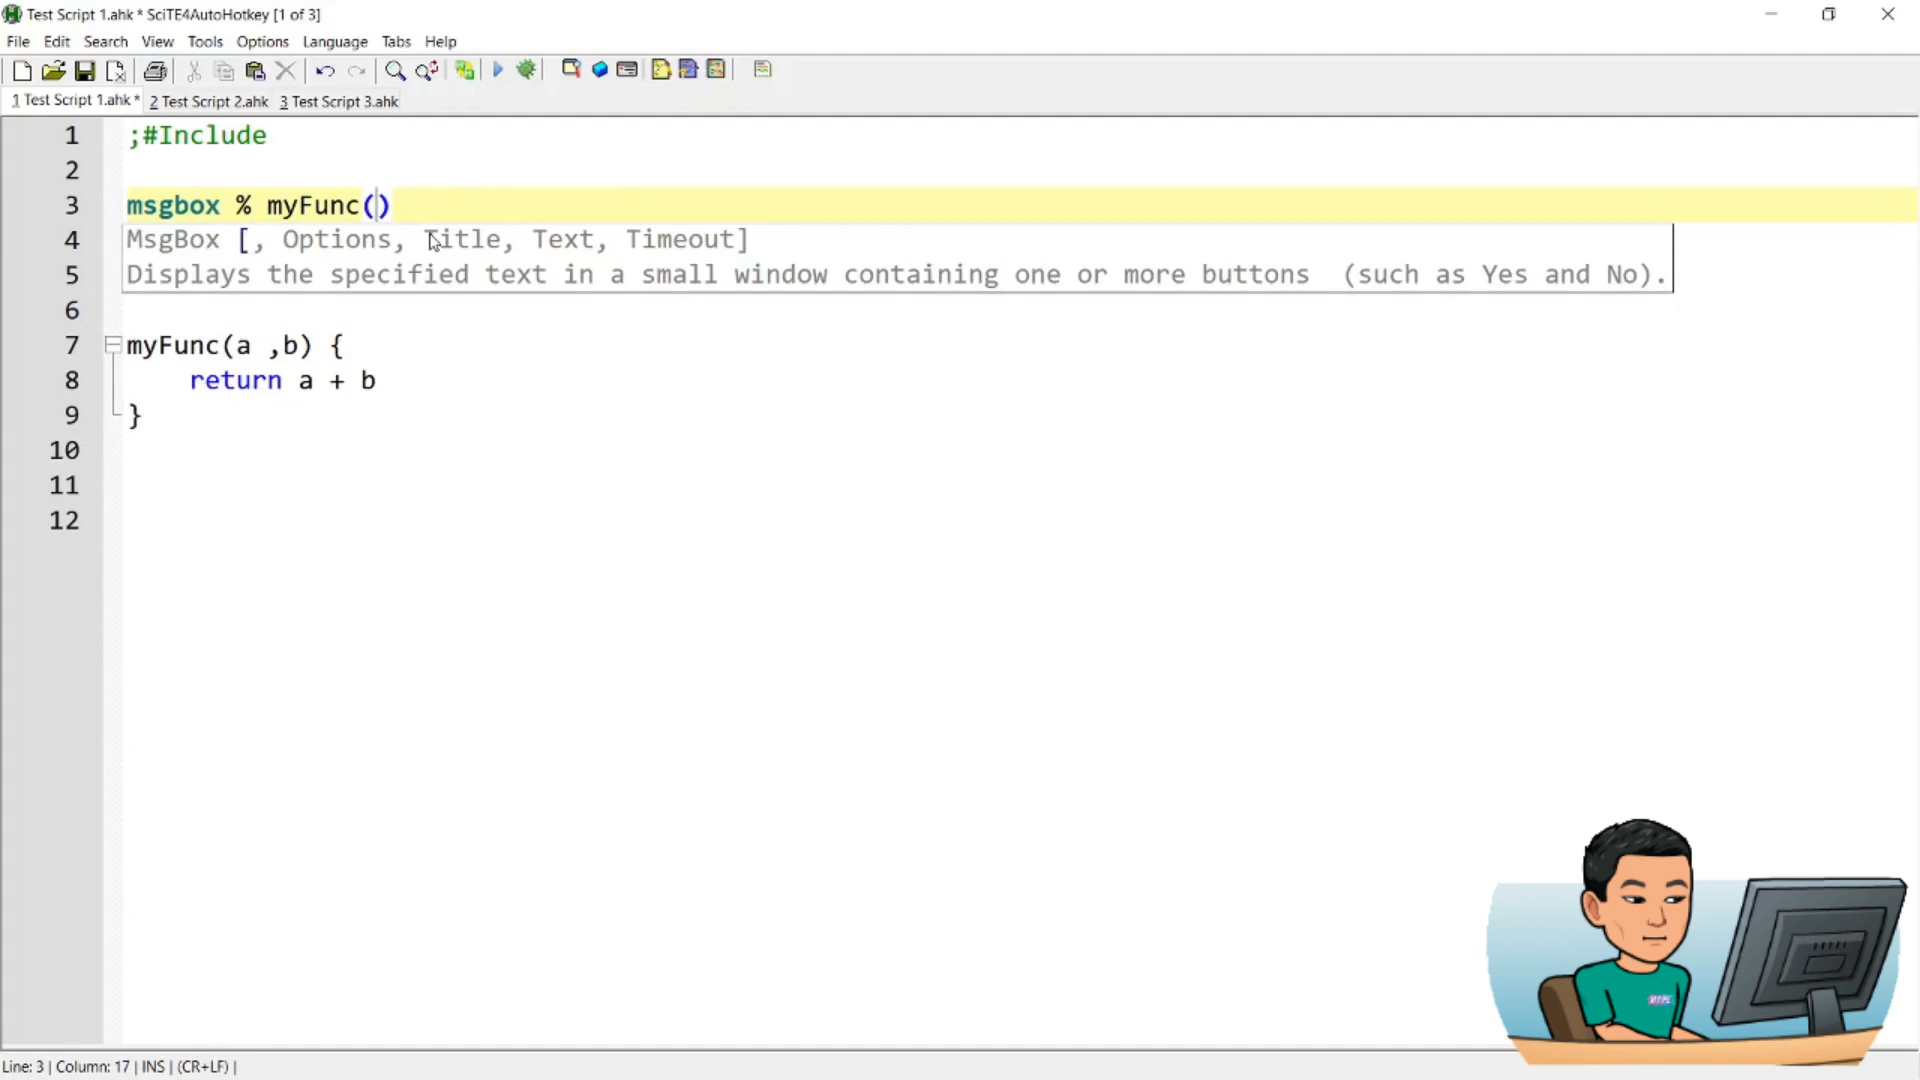 Test Script 1.ahk * SciTE4AutoHotkey [1 of 3]
File Edit Search View Tools Options Language Tabs Help
1 Test Script 1.ahk * 2 Test Script 2.ahk 3 Test Script 3.ahk
1 ;#Include
2
3 msgbox % myFunc()
4 MsgBox [, Options, Title, Text, Timeout]
5 Displays the specified text in a small window containing one or more buttons (such as Yes and No).
6
7 myFunc(a ,b) {
8 return a + b
9 }
10
11
12
Line: 3 | Column: 17 | INS | (CR+LF) |